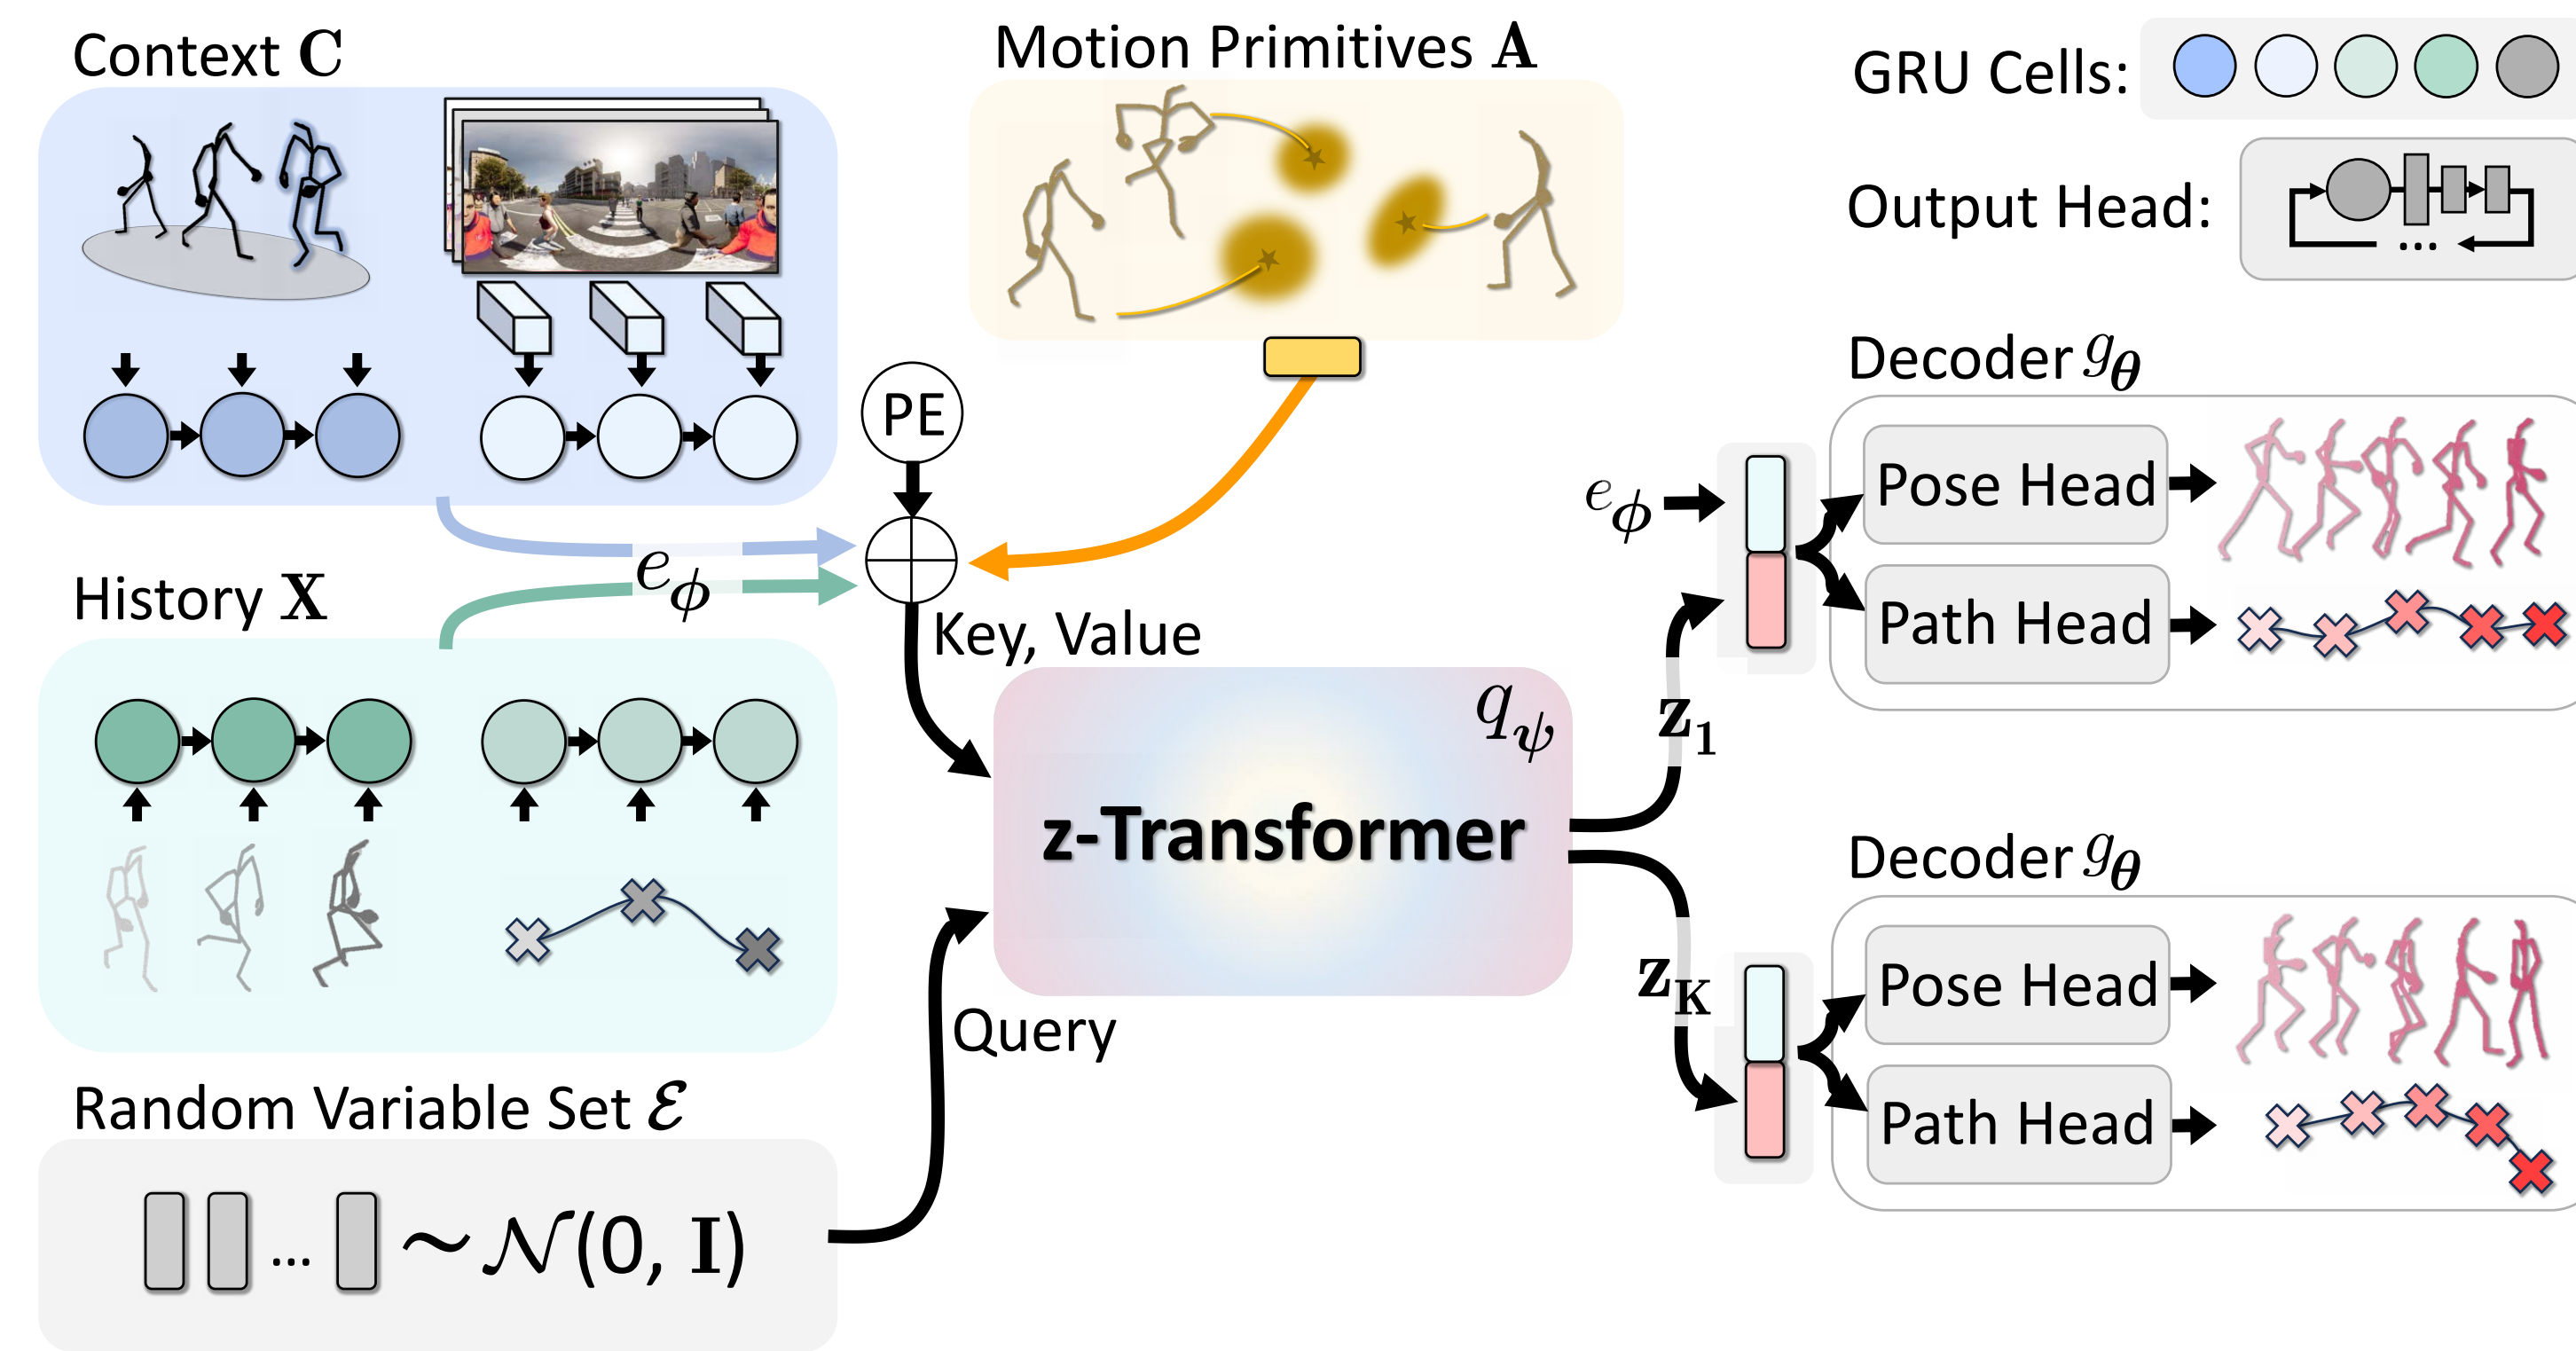 Context C
Motion Primitives A
GRU Cells:
Output Head:
...
PE
e_ϕ
History X
Key, Value
q_ψ
z-Transformer
Query
Random Variable Set ℰ
... ~ 𝒩(0, I)
e_ϕ
z_1
z_K
Decoder g_θ
Pose Head
Path Head
Decoder g_θ
Pose Head
Path Head